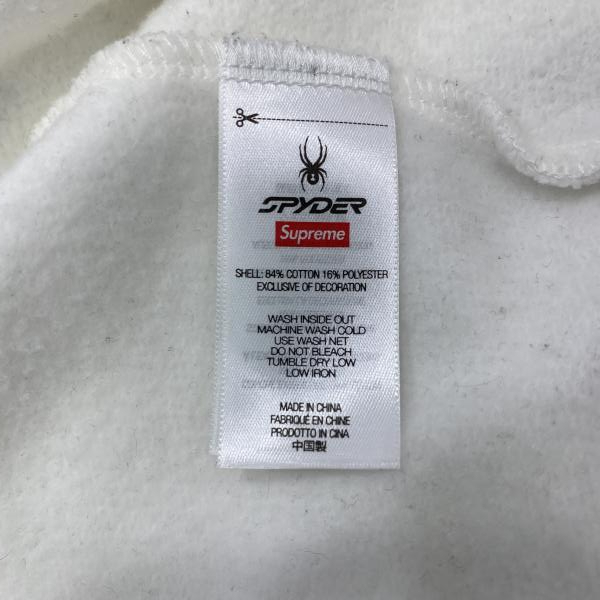 SPYDER
Supreme
SHELL: 84% COTTON 16% POLYESTER
EXCLUSIVE OF DECORATION
WASH INSIDE OUT
MACHINE WASH COLD
USE WASH NET
DO NOT BLEACH
TUMBLE DRY LOW
LOW IRON
MADE IN CHINA
FABRIQUÉ EN CHINE
PRODOTTO IN CINA
中国製